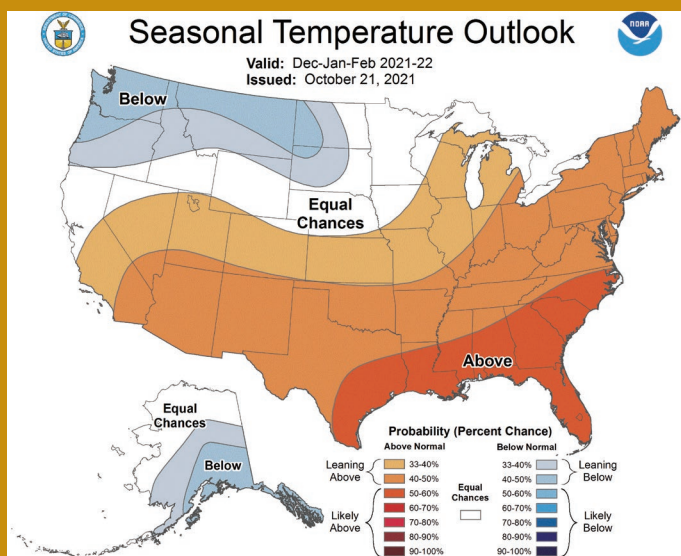 Seasonal Temperature Outlook
NOAA
Valid: Dec-Jan-Feb 2021-22
Issued: October 21, 2021
Below
Equal
Chances
Above
Equal
Chances
Below
Probability (Percent Chance)
Above Normal
Below Normal
Leaning
Above
33-40%
40-50%
Likely
Above
50-60%
60-70%
70-80%
80-90%
90-100%
Equal
Chances
33-40%
40-50%
Leaning
Below
50-60%
60-70%
70-80%
80-90%
90-100%
Likely
Below